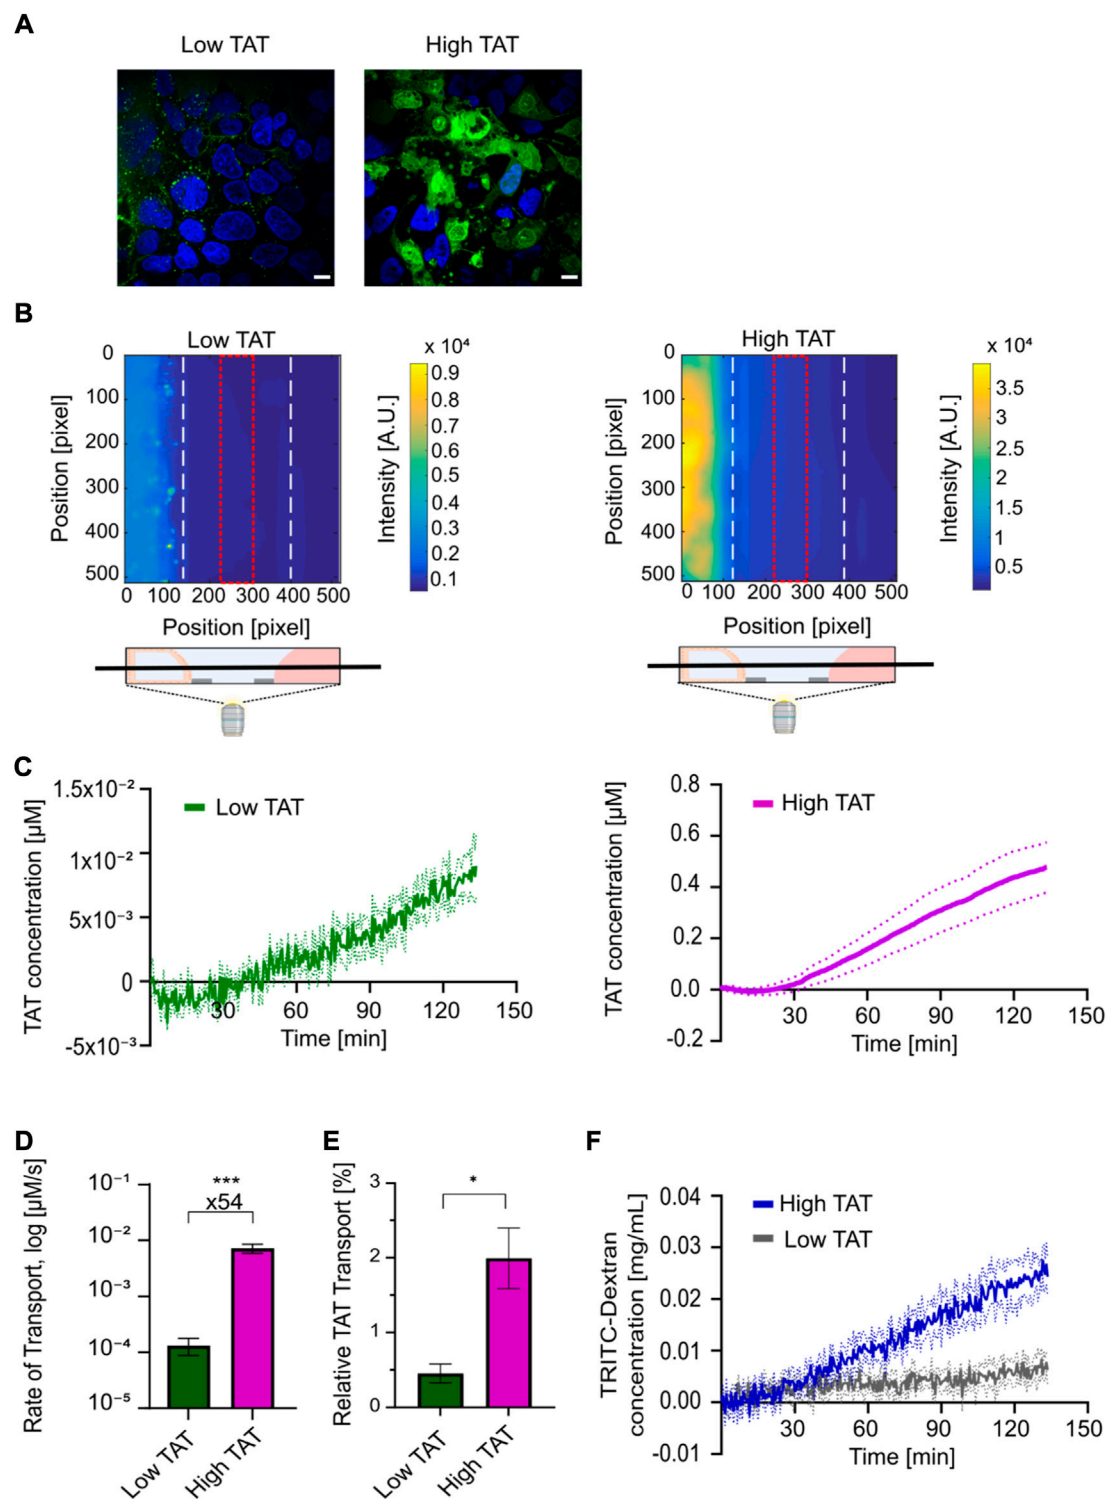 A
Low TAT
High TAT
B
Low TAT
x 10⁴
0
100
200
300
400
500
Position [pixel]
0 100 200 300 400 500
Position [pixel]
0.9
0.8
0.7
0.6
0.5
0.4
0.3
0.2
0.1
Intensity [A.U.]
High TAT
x 10⁴
0
100
200
300
400
500
Position [pixel]
0 100 200 300 400 500
Position [pixel]
3.5
3
2.5
2
1.5
1
0.5
Intensity [A.U.]
C
TAT concentration [µM]
1.5x10⁻²
1x10⁻²
5x10⁻³
0
-5x10⁻³
Low TAT
30 60 90 120 150
Time [min]
TAT concentration [µM]
0.8
0.6
0.4
0.2
0.0
-0.2
High TAT
30 60 90 120 150
Time [min]
D
Rate of Transport, log [µM/s]
10⁻¹
10⁻²
10⁻³
10⁻⁴
10⁻⁵
***
x54
Low TAT
High TAT
E
Relative TAT Transport [%]
3
2
1
0
*
Low TAT
High TAT
F
TRITC-Dextran
concentration [mg/mL]
0.04
0.03
0.02
0.01
0.00
-0.01
High TAT
Low TAT
30 60 90 120 150
Time [min]